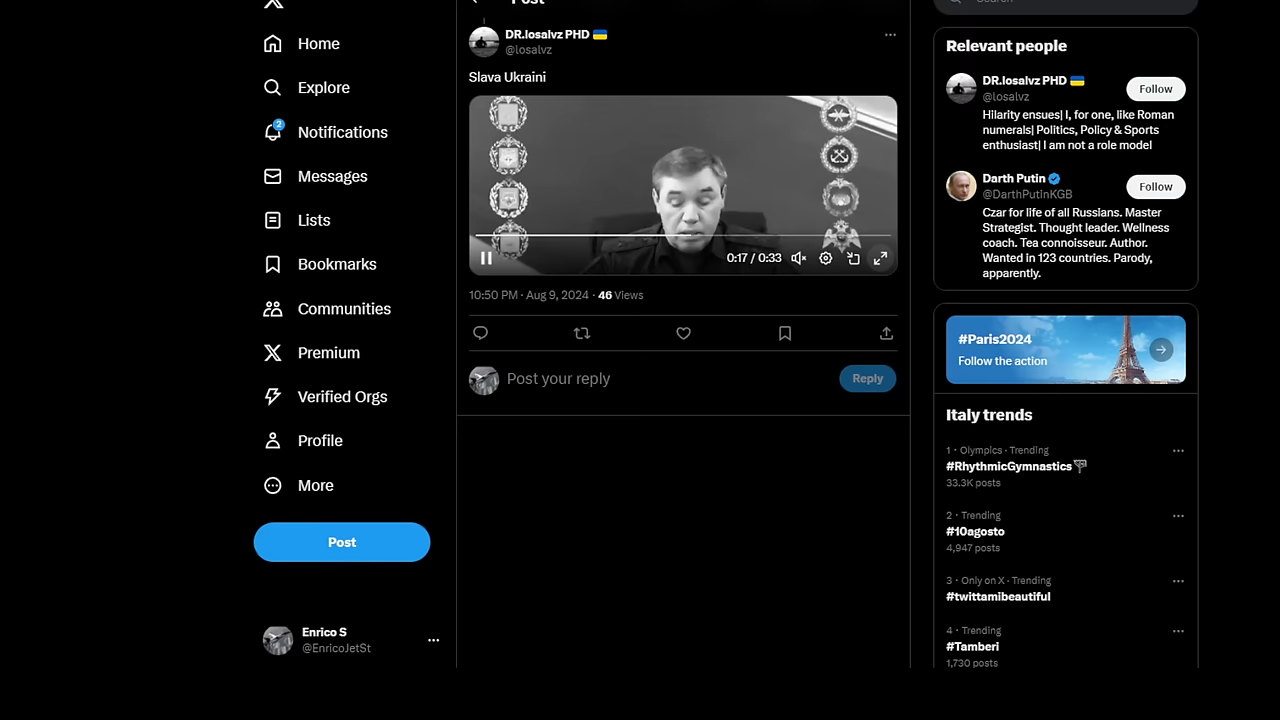 Post
DR.losalvz PHD
@losalvz
Slava Ukraini
0:17 / 0:33
10:50 PM · Aug 9, 2024 · 46 Views
Post your reply
Reply
Home
Explore
2
Notifications
Messages
Lists
Bookmarks
Communities
Premium
Verified Orgs
Profile
More
Post
Enrico S
@EnricoJetSt
Search
Relevant people
DR.losalvz PHD
@losalvz
Follow
Hilarity ensues| I, for one, like Roman
numerals| Politics, Policy & Sports
enthusiast| I am not a role model
Darth Putin
@DarthPutinKGB
Follow
Czar for life of all Russians. Master
Strategist. Thought leader. Wellness
coach. Tea connoisseur. Author.
Wanted in 123 countries. Parody,
apparently.
#Paris2024
Follow the action
Italy trends
1 · Olympics · Trending
#RhythmicGymnastics
33.3K posts
2 · Trending
#10agosto
4,947 posts
3 · Only on X · Trending
#twittamibeautiful
4 · Trending
#Tamberi
1,730 posts